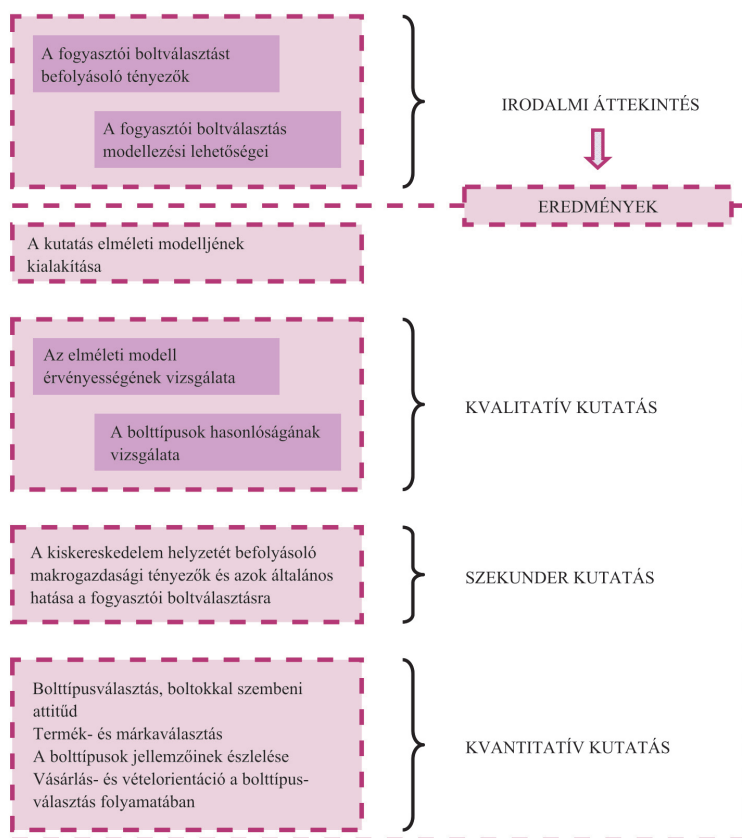 A fogyasztói boltválasztást
befolyásoló tényezők
A fogyasztói boltválasztás
modellezési lehetőségei
IRODALMI ÁTTEKINTÉS
EREDMÉNYEK
A kutatás elméleti modelljének
kialakítása
Az elméleti modell
érvényességének vizsgálata
A bolttípusok hasonlóságának
vizsgálata
KVALITATÍV KUTATÁS
A kiskereskedelem helyzetét befolyásoló
makrogazdasági tényezők és azok általános
hatása a fogyasztói boltválasztásra
SZEKUNDER KUTATÁS
Bolttípusválasztás, boltokkal szembeni
attitűd
Termék- és márkaválasztás
A bolttípusok jellemzőinek észlelése
Vásárlás- és vételorientáció a bolttípus-
választás folyamatában
KVANTITATÍV KUTATÁS